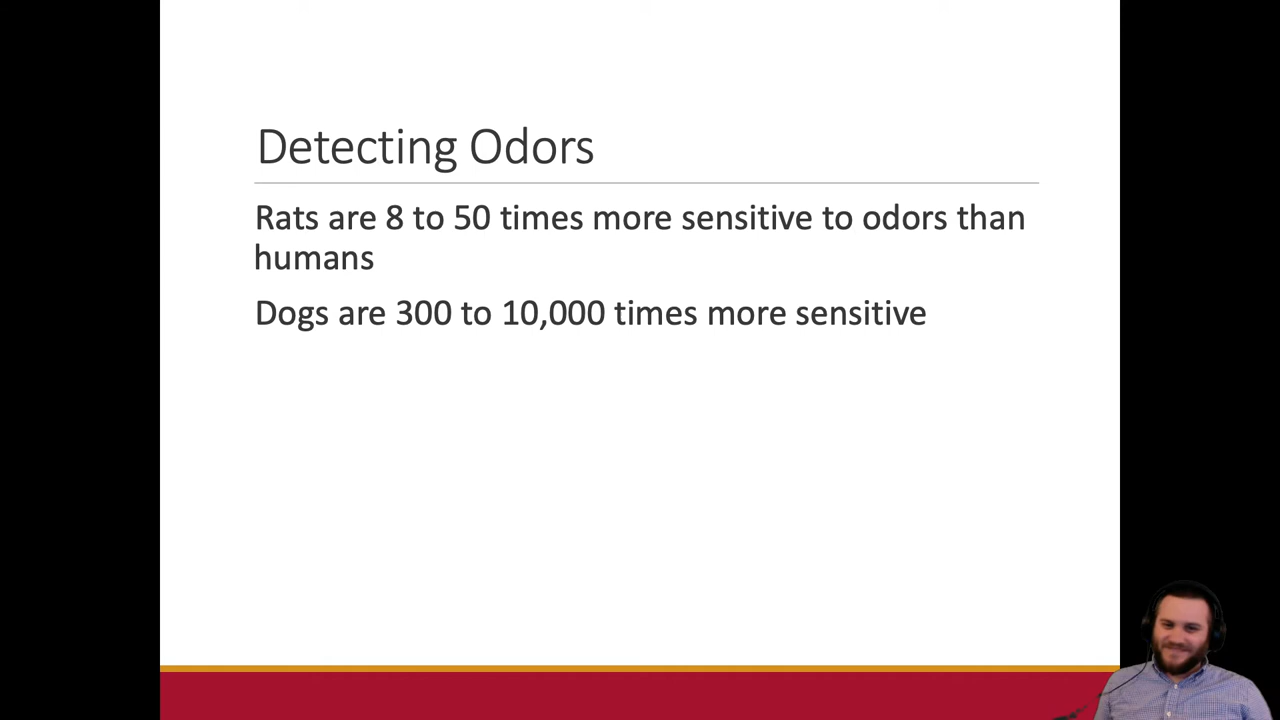 Detecting Odors
Rats are 8 to 50 times more sensitive to odors than
humans
Dogs are 300 to 10,000 times more sensitive